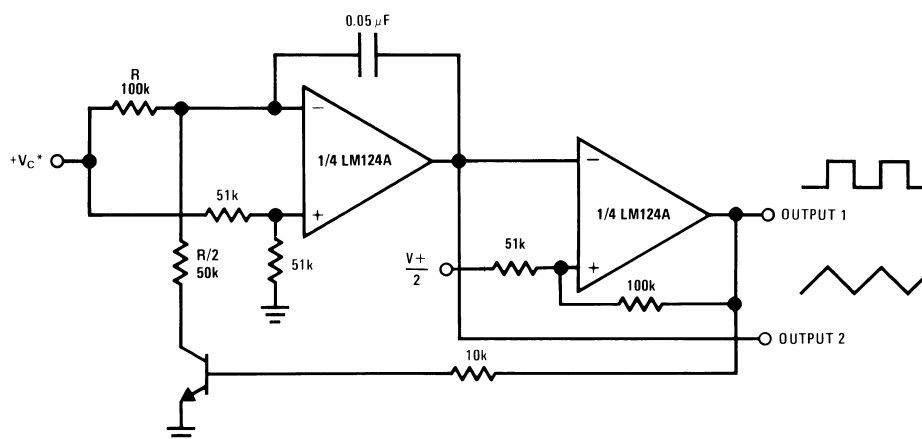 0.05 μF
R
100k
+VC*
−
1/4 LM124A
+
51k
51k
R/2
50k
−
1/4 LM124A
+
OUTPUT 1
51k
V+
2
100k
OUTPUT 2
10k